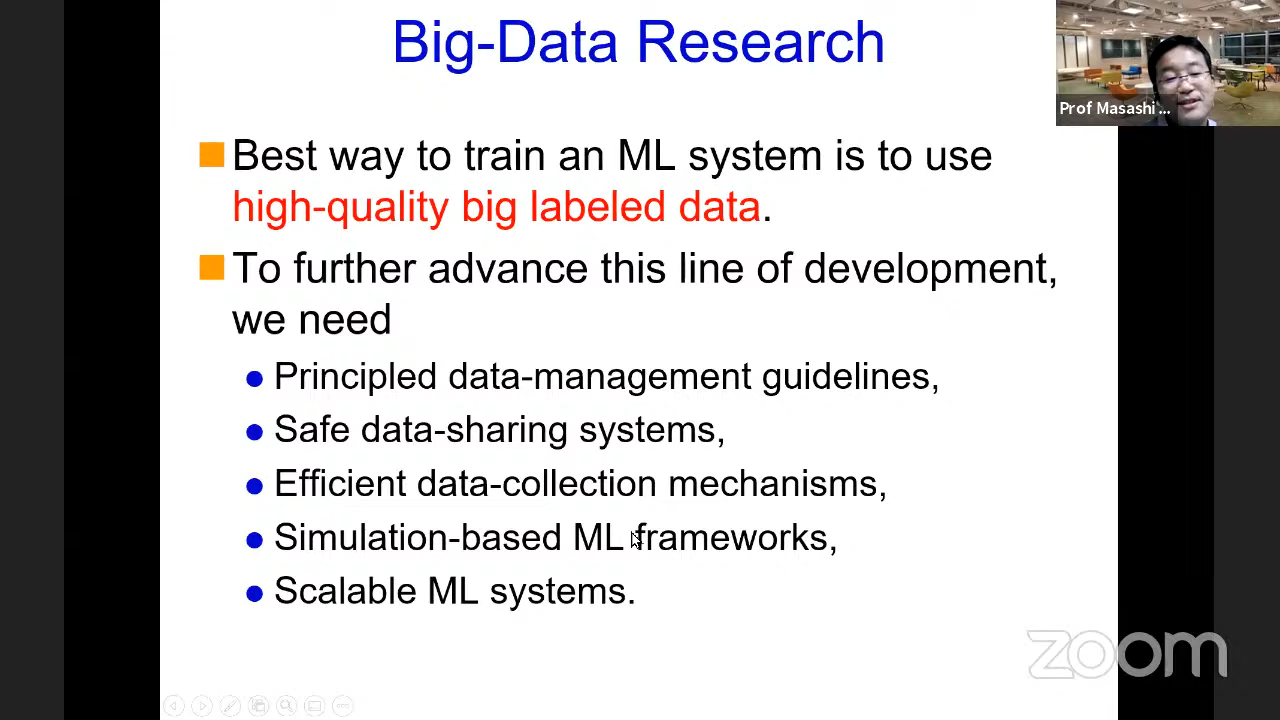 Big-Data Research
Prof Masashi ...
Best way to train an ML system is to use
high-quality big labeled data.
To further advance this line of development,
we need
Principled data-management guidelines,
Safe data-sharing systems,
Efficient data-collection mechanisms,
Simulation-based ML frameworks,
Scalable ML systems.
zoom